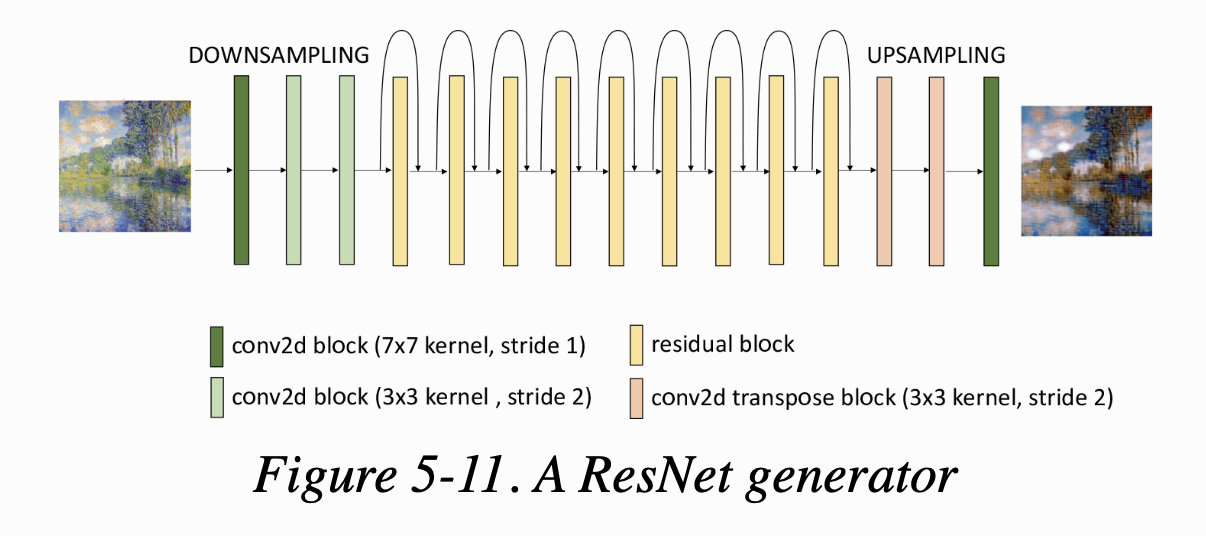 DOWNSAMPLING
UPSAMPLING
conv2d block (7x7 kernel, stride 1)
residual block
conv2d block (3x3 kernel , stride 2)
conv2d transpose block (3x3 kernel, stride 2)
Figure 5-11. A ResNet generator